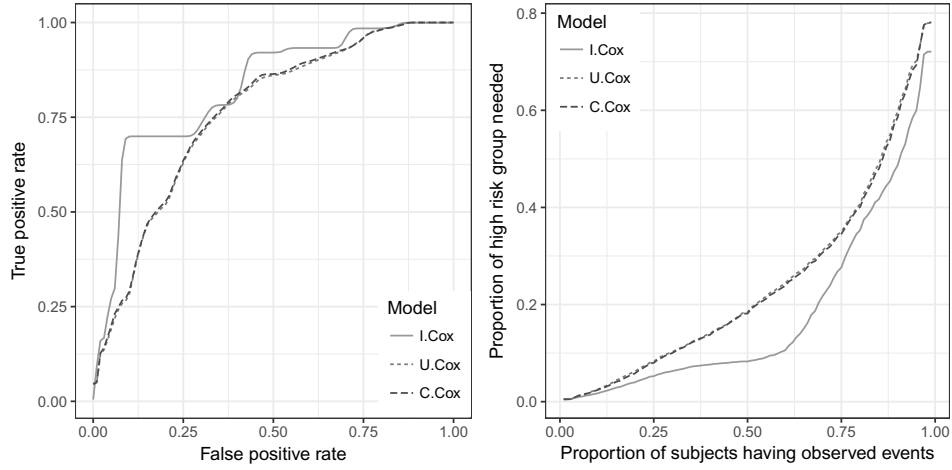 1.00
0.75
0.50
0.25
0.00
True positive rate
0.00
0.25
0.50
0.75
1.00
False positive rate
Model
I.Cox
U.Cox
C.Cox
0.8
0.6
0.4
0.2
0.0
Proportion of high risk group needed
0.00
0.25
0.50
0.75
1.00
Proportion of subjects having observed events
Model
I.Cox
U.Cox
C.Cox